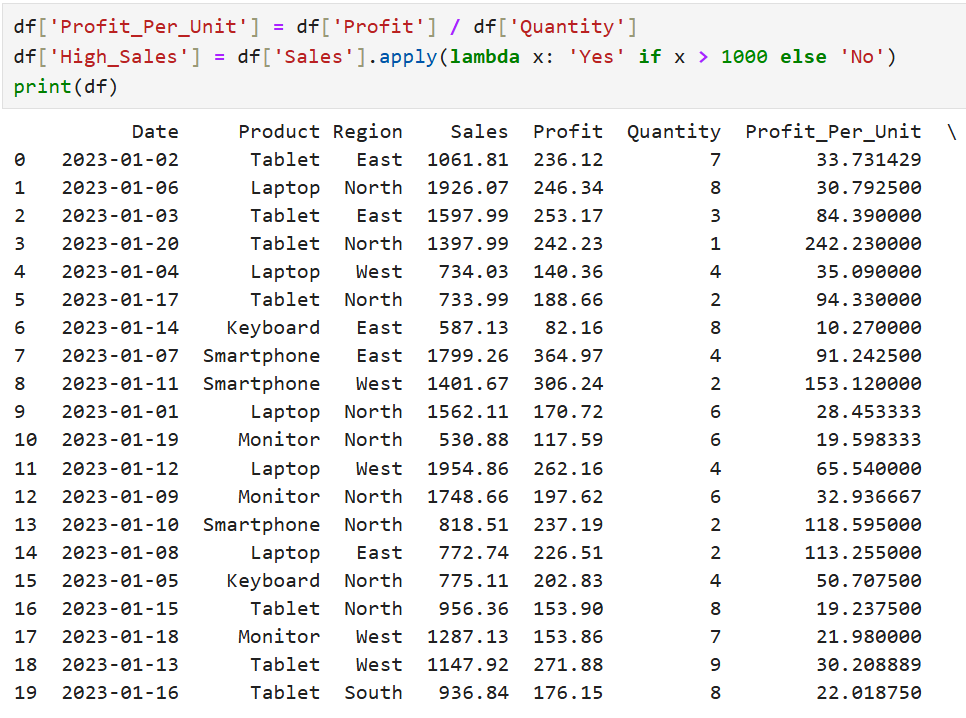 df['Profit_Per_Unit'] = df['Profit'] / df['Quantity']
df['High_Sales'] = df['Sales'].apply(lambda x: 'Yes' if x > 1000 else 'No')
print(df)
Date Product Region Sales Profit Quantity Profit_Per_Unit \
0 2023-01-02 Tablet East 1061.81 236.12 7 33.731429
1 2023-01-06 Laptop North 1926.07 246.34 8 30.792500
2 2023-01-03 Tablet East 1597.99 253.17 3 84.390000
3 2023-01-20 Tablet North 1397.99 242.23 1 242.230000
4 2023-01-04 Laptop West 734.03 140.36 4 35.090000
5 2023-01-17 Tablet North 733.99 188.66 2 94.330000
6 2023-01-14 Keyboard East 587.13 82.16 8 10.270000
7 2023-01-07 Smartphone East 1799.26 364.97 4 91.242500
8 2023-01-11 Smartphone West 1401.67 306.24 2 153.120000
9 2023-01-01 Laptop North 1562.11 170.72 6 28.453333
10 2023-01-19 Monitor North 530.88 117.59 6 19.598333
11 2023-01-12 Laptop West 1954.86 262.16 4 65.540000
12 2023-01-09 Monitor North 1748.66 197.62 6 32.936667
13 2023-01-10 Smartphone North 818.51 237.19 2 118.595000
14 2023-01-08 Laptop East 772.74 226.51 2 113.255000
15 2023-01-05 Keyboard North 775.11 202.83 4 50.707500
16 2023-01-15 Tablet North 956.36 153.90 8 19.237500
17 2023-01-18 Monitor West 1287.13 153.86 7 21.980000
18 2023-01-13 Tablet West 1147.92 271.88 9 30.208889
19 2023-01-16 Tablet South 936.84 176.15 8 22.018750